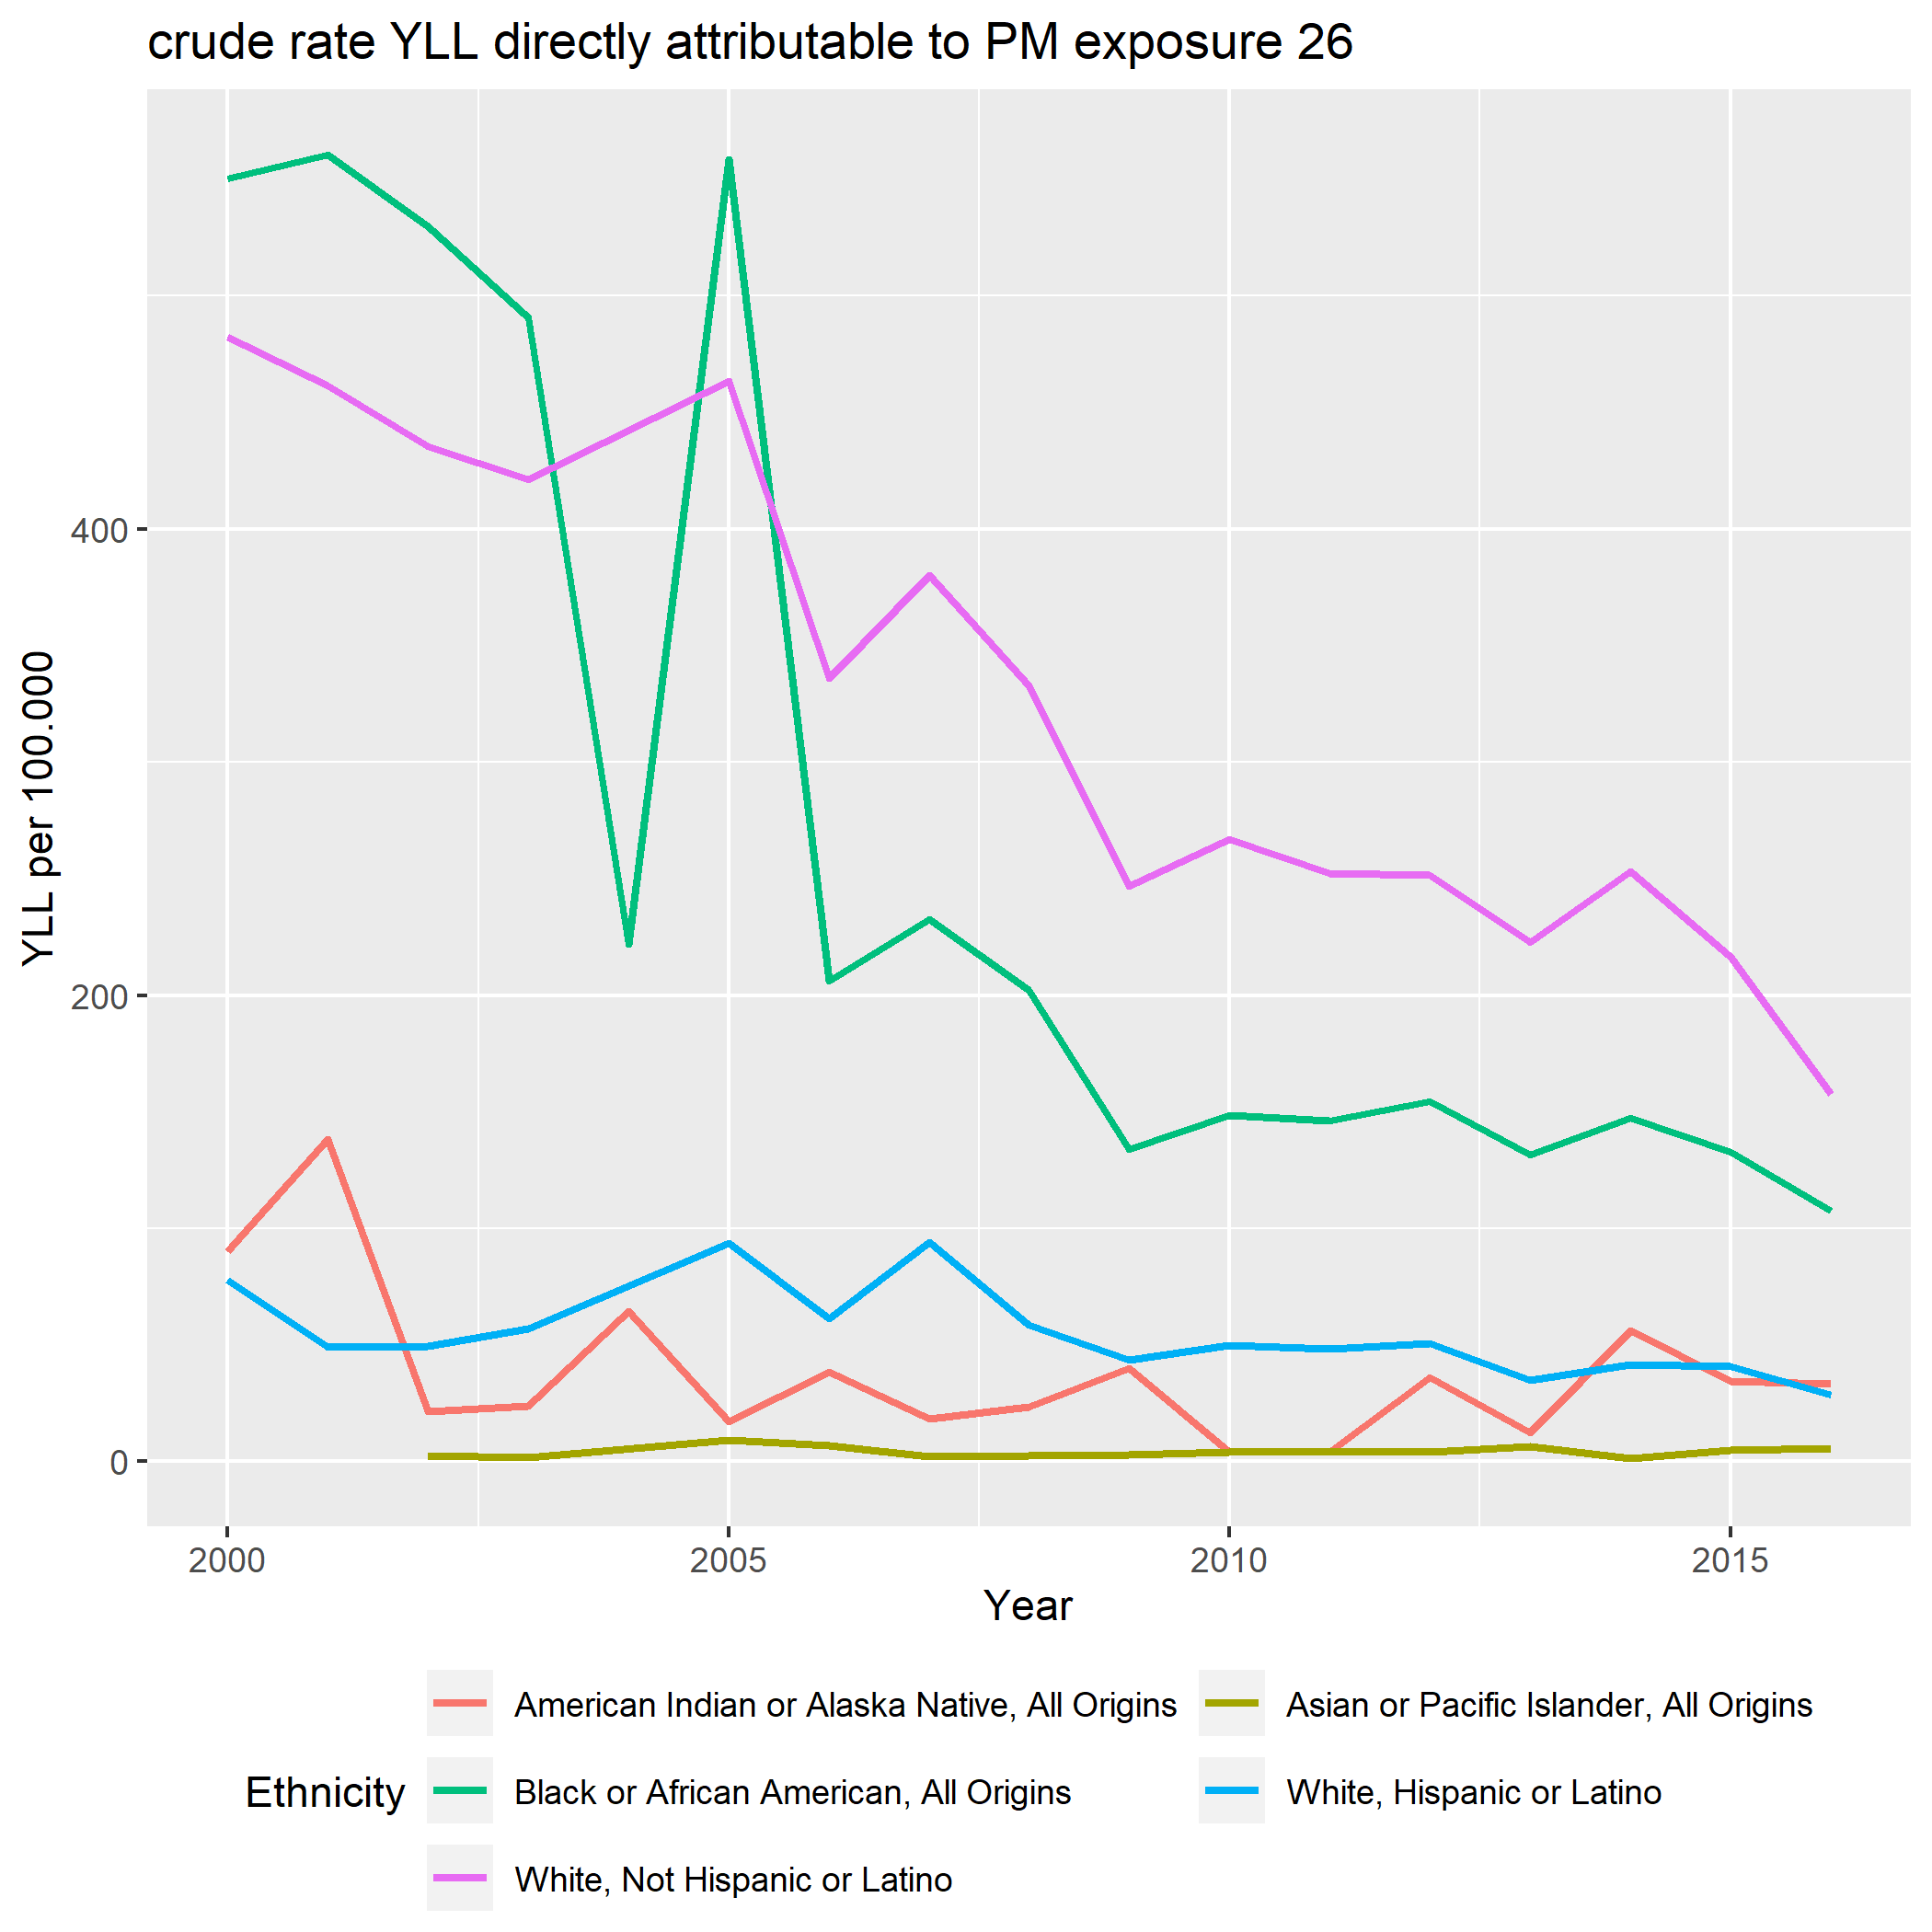 crude rate YLL directly attributable to PM exposure 26
YLL per 100.000
400
200
0
2000 2005 2010 2015
Year
Ethnicity
American Indian or Alaska Native, All Origins
Asian or Pacific Islander, All Origins
Black or African American, All Origins
White, Hispanic or Latino
White, Not Hispanic or Latino